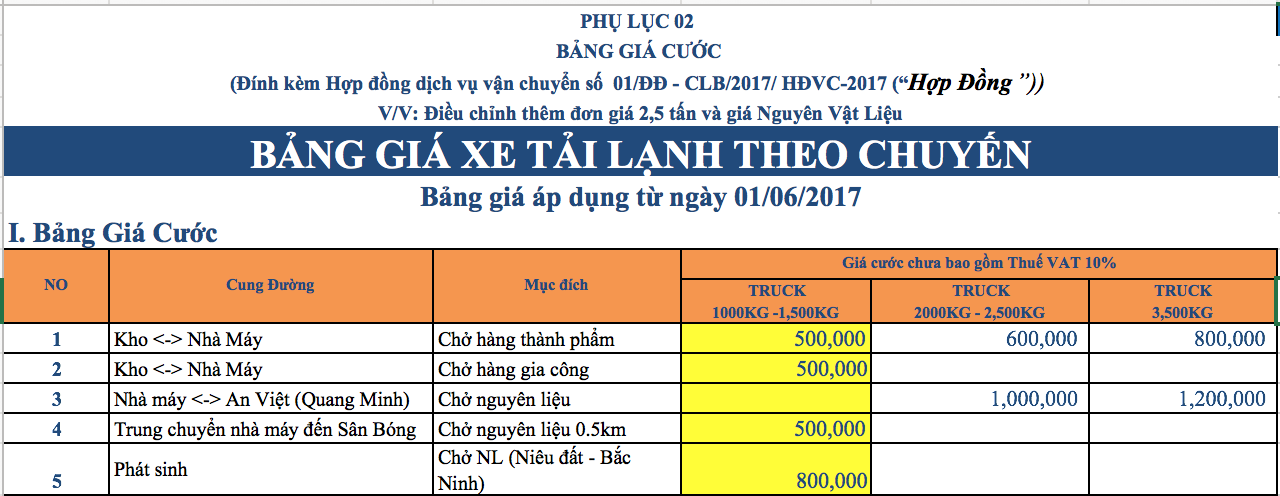 PHỤ LỤC 02
BẢNG GIÁ CƯỚC
(Đính kèm Hợp đồng dịch vụ vận chuyển số 01/ĐĐ - CLB/2017/ HĐVC-2017 (“Hợp Đồng ”))
V/V: Điều chỉnh thêm đơn giá 2,5 tấn và giá Nguyên Vật Liệu
BẢNG GIÁ XE TẢI LẠNH THEO CHUYẾN
Bảng giá áp dụng từ ngày 01/06/2017
I. Bảng Giá Cước
NO Cung Đường Mục đích Giá cước chưa bao gồm Thuế VAT 10%
TRUCK TRUCK TRUCK
1000KG -1,500KG 2000KG - 2,500KG 3,500KG
1 Kho <-> Nhà Máy Chở hàng thành phẩm 500,000 600,000 800,000
2 Kho <-> Nhà Máy Chở hàng gia công 500,000
3 Nhà máy <-> An Việt (Quang Minh) Chở nguyên liệu 1,000,000 1,200,000
4 Trung chuyển nhà máy đến Sân Bóng Chở nguyên liệu 0.5km 500,000
5 Phát sinh Chở NL (Niêu đất - Bắc
Ninh) 800,000